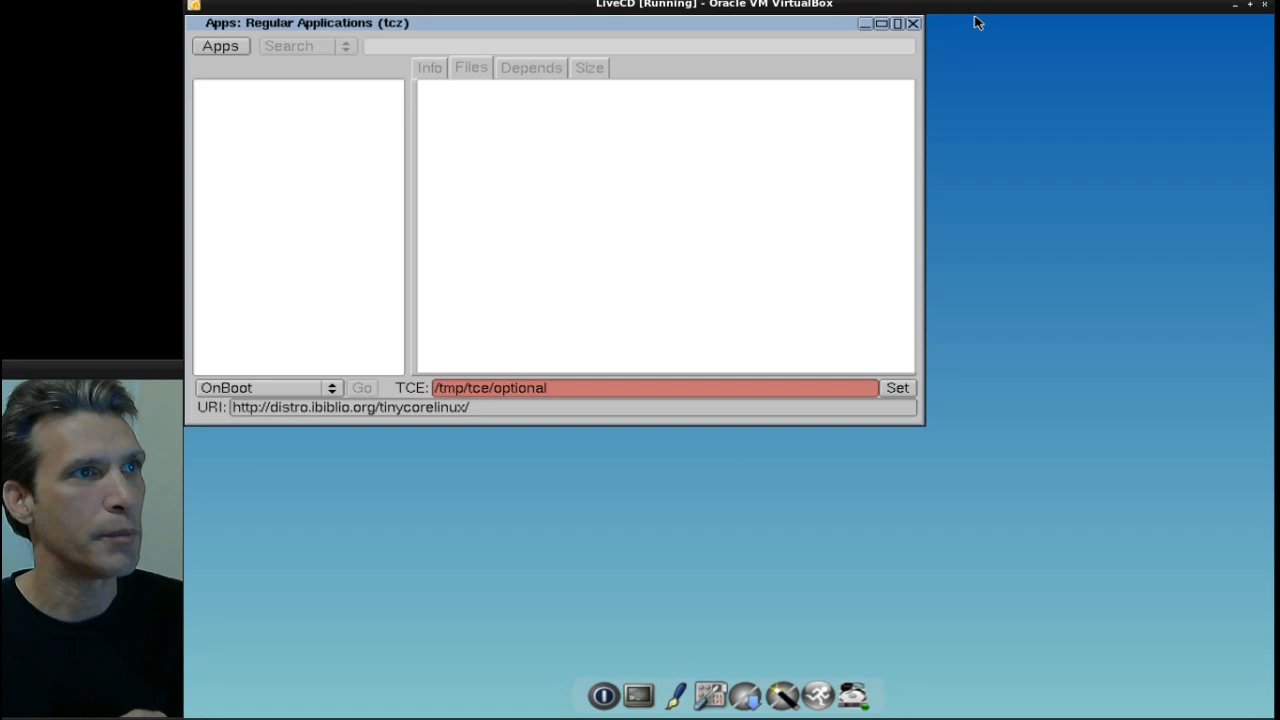 LiveCD [Running] - Oracle VM VirtualBox
Apps: Regular Applications (tcz)
Apps
Search
Info
Files
Depends
Size
OnBoot
Go
TCE: /tmp/tce/optional
Set
URI: http://distro.ibiblio.org/tinycorelinux/